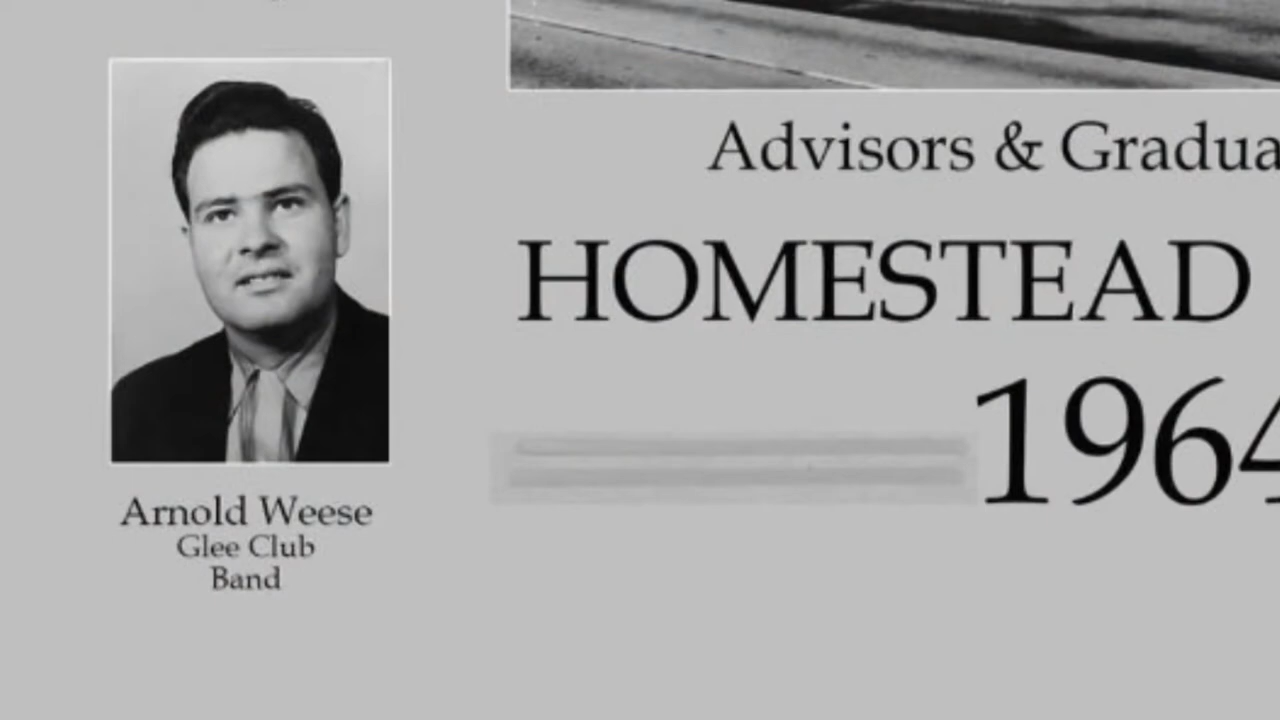 Arnold Weese
Glee Club
Band
Advisors & Gradua
HOMESTEAD
1964